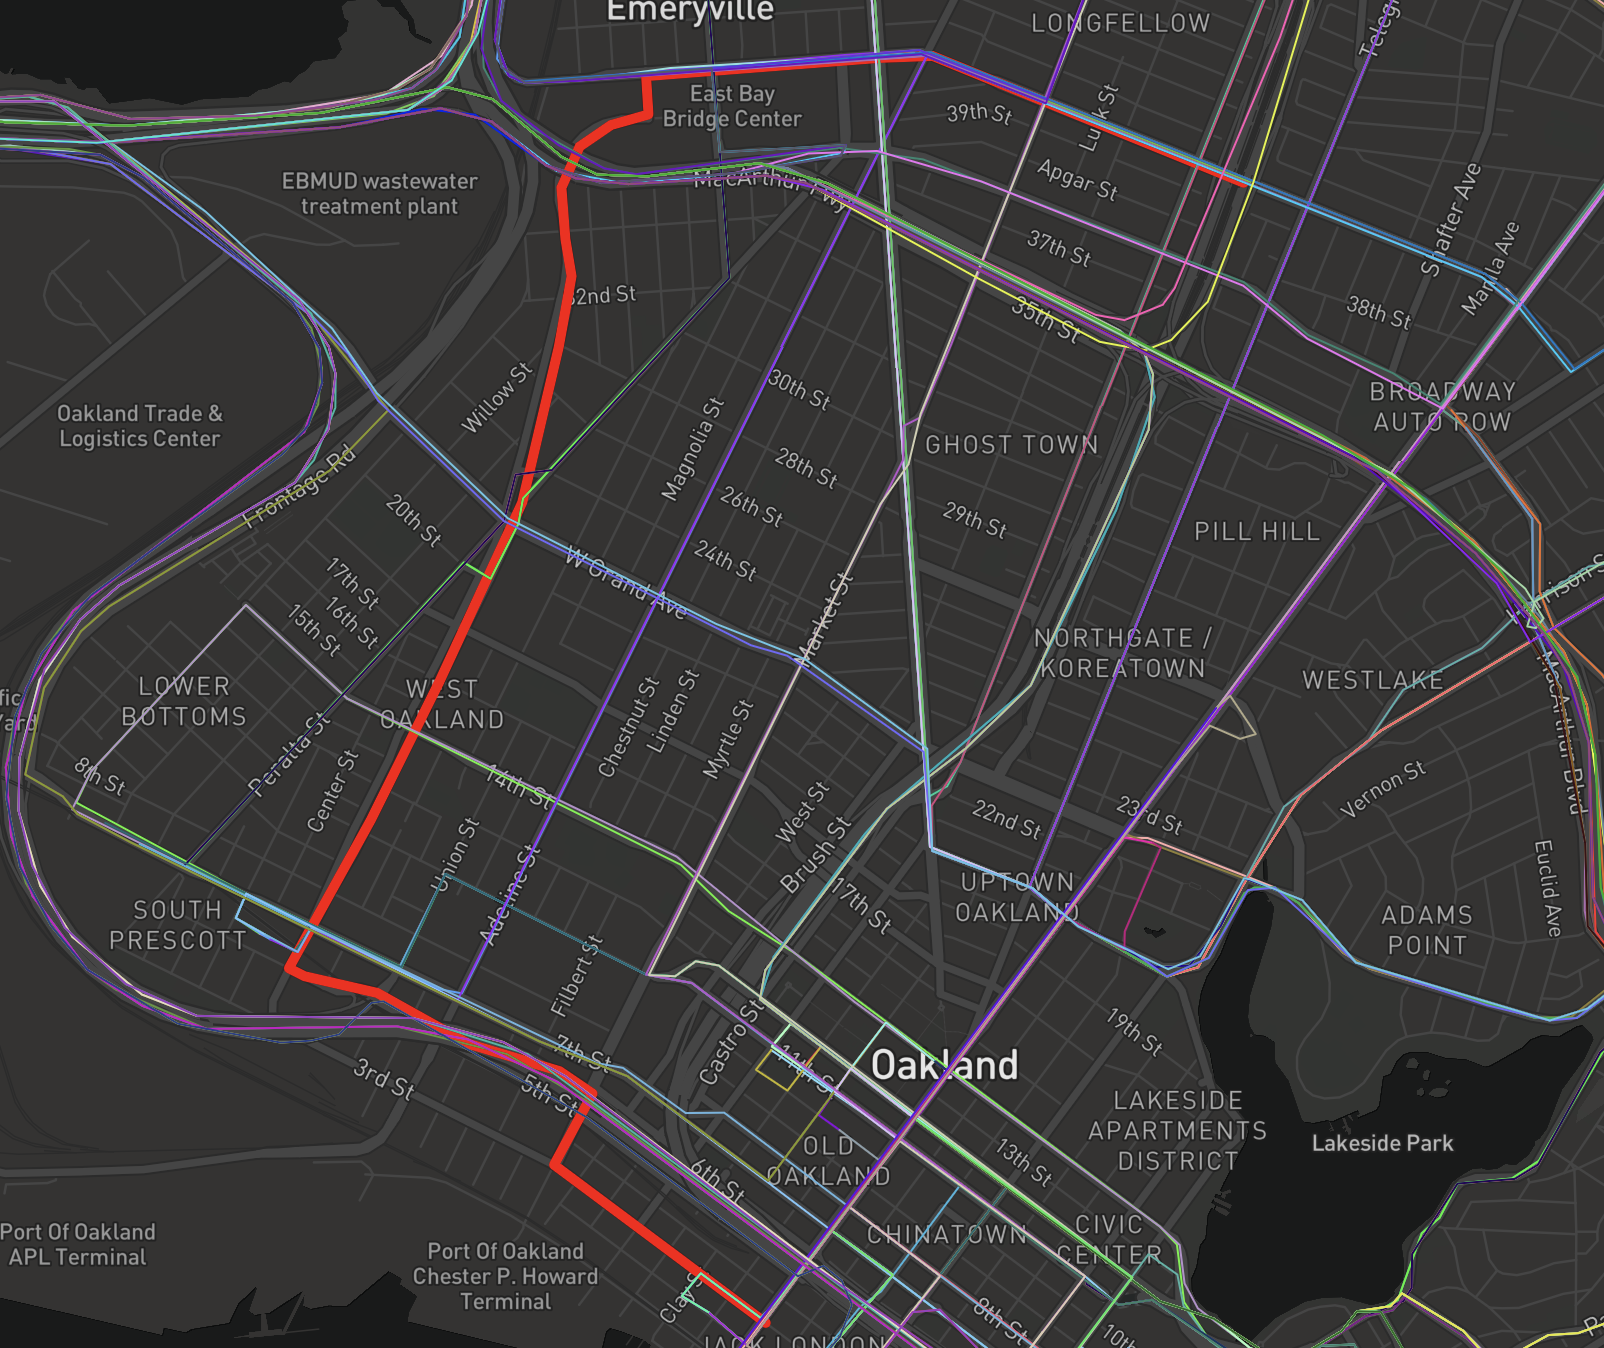 Emeryville
LONGFELLOW
East Bay
Bridge Center
39th St
EBMUD wastewater
treatment plant
MacArthur Fwy
Apgar St
37th St
Shafter Ave
Manila Ave
32nd St
35th St
38th St
Willow St
30th St
BROADWAY
AUTO ROW
Oakland Trade &
Logistics Center
Magnolia St
GHOST TOWN
28th St
Frontage Rd
26th St
29th St
PILL HILL
20th St
24th St
W Grand Ave
17th St
16th St
15th St
Market St
NORTHGATE /
KOREATOWN
WESTLAKE
LOWER
BOTTOMS
WEST
OAKLAND
Chestnut St
Linden St
Myrtle St
MacArthur Blvd
Peralta St
8th St
Center St
14th St
West St
Brush St
22nd St
23rd St
Vernon St
Union St
Adeline St
17th St
UPTOWN
OAKLAND
Euclid Ave
SOUTH
PRESCOTT
ADAMS
POINT
Filbert St
Castro St
19th St
7th St
11th St
Oakland
3rd St
5th St
LAKESIDE
APARTMENTS
DISTRICT
Lakeside Park
OLD
OAKLAND
13th St
6th St
Port Of Oakland
APL Terminal
CHINATOWN
CIVIC
CENTER
Port Of Oakland
Chester P. Howard
Terminal
8th St
10th
JACK LONDON